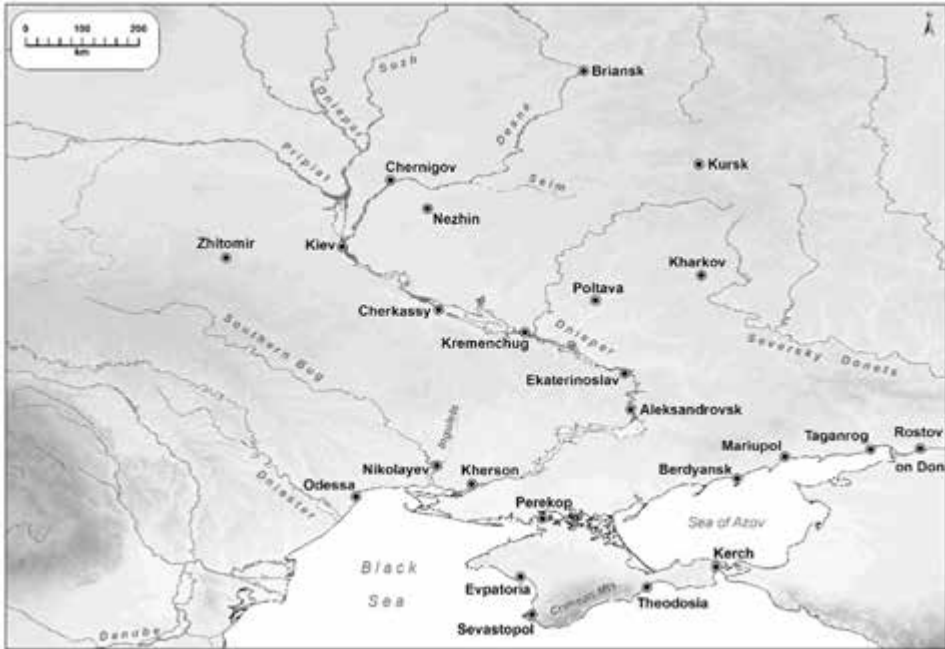 0 100 200
km
Sozh
Dnieper
Briansk
Desna
Pripiat
Chernigov
Kursk
Seim
Nezhin
Zhitomir
Kiev
Kharkov
Poltava
Cherkassy
Southern Bug
Kremenchug
Dnieper
Seversky Donets
Ekaterinoslav
Aleksandrovsk
Ingulets
Mariupol
Taganrog
Rostov
on Don
Nikolayev
Kherson
Berdyansk
Odessa
Dniester
Perekop
Sea of Azov
Black
Sea
Kerch
Evpatoria
Crimean Mts
Theodosia
Sevastopol
Danube